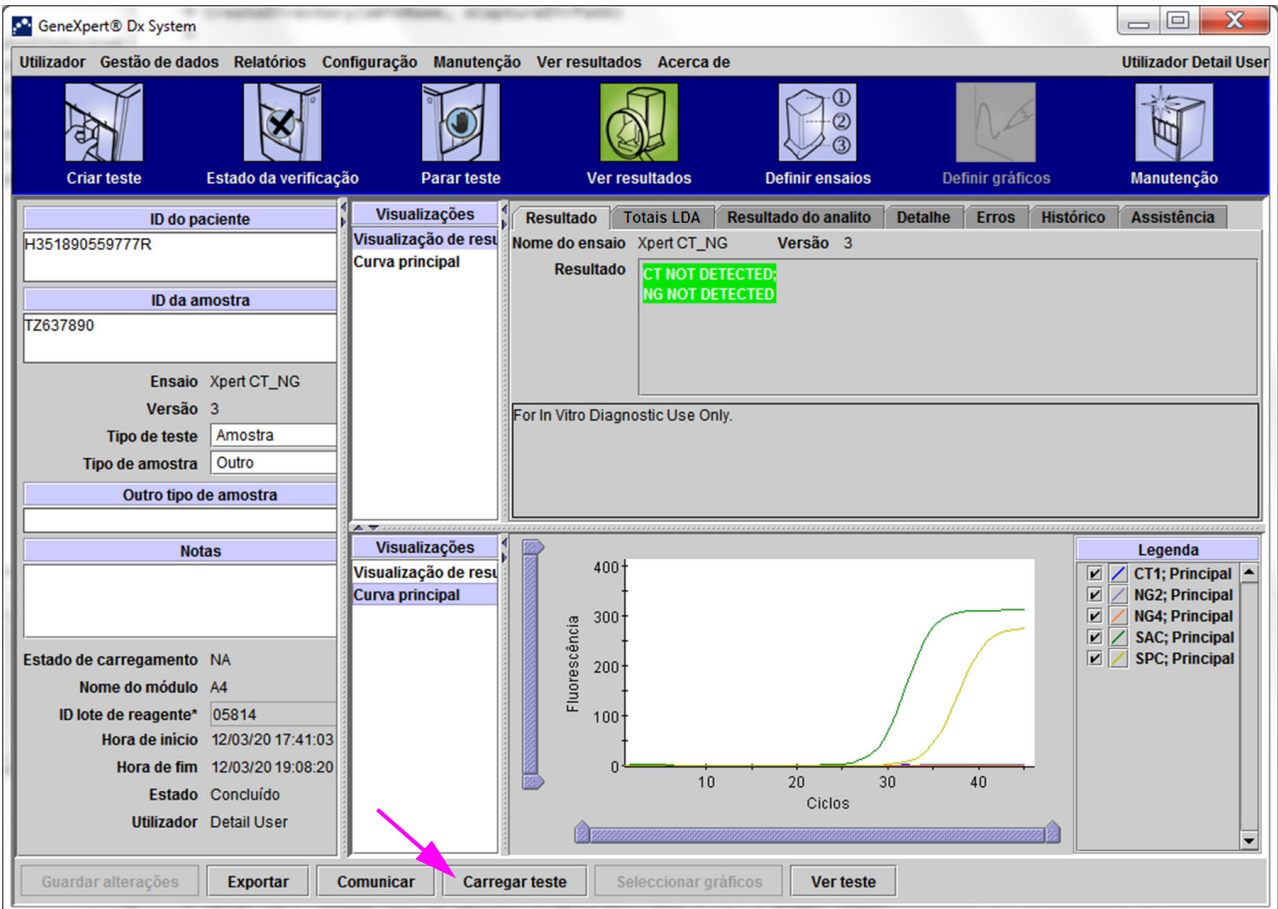 GeneXpert® Dx System
Utilizador Gestão de dados Relatórios Configuração Manutenção Ver resultados Acerca de Utilizador Detail User
Criar teste Estado da verificação Parar teste Ver resultados Definir ensaios Definir gráficos Manutenção
① ② ③
ID do paciente
H351890559777R
ID da amostra
TZ637890
Ensaio Xpert CT_NG
Versão 3
Tipo de teste Amostra
Tipo de amostra Outro
Outro tipo de amostra
Notas
Estado de carregamento NA
Nome do módulo A4
ID lote de reagente* 05814
Hora de início 12/03/20 17:41:03
Hora de fim 12/03/20 19:08:20
Estado Concluído
Utilizador Detail User
Visualizações
Visualização de resu
Curva principal
Resultado Totais LDA Resultado do analito Detalhe Erros Histórico Assistência
Nome do ensaio Xpert CT_NG Versão 3
Resultado CT NOT DETECTED;
NG NOT DETECTED
For In Vitro Diagnostic Use Only.
Visualizações
Visualização de resu
Curva principal
Fluorescência
400
300
200
100
0
10 20 30 40
Ciclos
Legenda
CT1; Principal
NG2; Principal
NG4; Principal
SAC; Principal
SPC; Principal
Guardar alterações Exportar Comunicar Carregar teste Seleccionar gráficos Ver teste